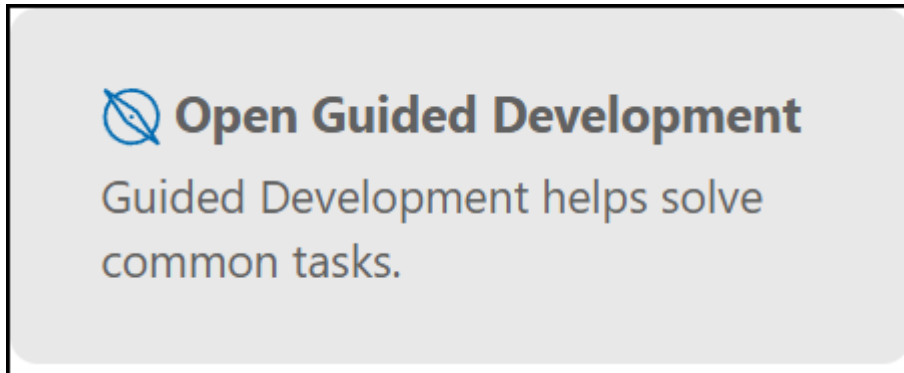 Open Guided Development
Guided Development helps solve
common tasks.